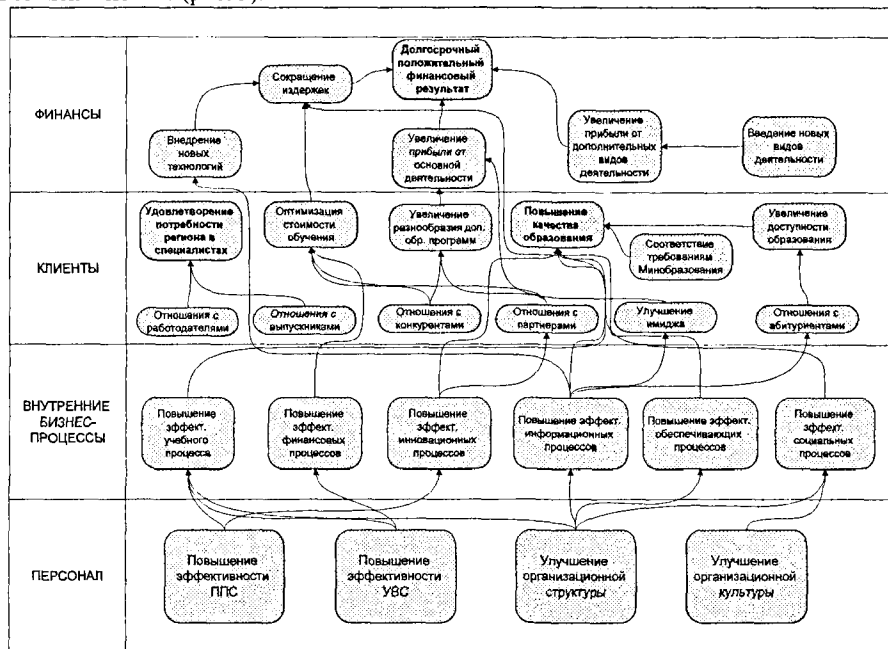 Долгосрочный
положительный
финансовый
результат
Сокращение
издержек
ФИНАНСЫ
Внедрение
новых
технологий
Увеличение
прибыли от
основной
деятельности
Увеличение
прибыли от
дополнительных
видов
деятельности
Введение новых
видов
деятельности
КЛИЕНТЫ
Удовлетворение
потребности
региона в
специалистах
Оптимизация
стоимости
обучения
Увеличение
разнообразия доп.
обр. программ
Повышение
качества
образования
Соответствие
требованиям
Минобразования
Увеличение
доступности
образования
Отношения с
работодателями
Отношения с
выпускниками
Отношения с
конкурентами
Отношения с
партнерами
Улучшение
имиджа
Отношения с
абитуриентами
ВНУТРЕННИЕ
БИЗНЕС-
ПРОЦЕССЫ
Повышение
эффект.
учебного
процесса
Повышение
эффект.
финансовых
процессов
Повышение
эффект.
инновационных
процессов
Повышение эффект.
информационных
процессов
Повышение эффект.
обеспечивающих
процессов
Повышение
эффект.
социальных
процессов
ПЕРСОНАЛ
Повышение
эффективности
ППС
Повышение
эффективности
УВС
Улучшение
организационной
структуры
Улучшение
организационной
культуры